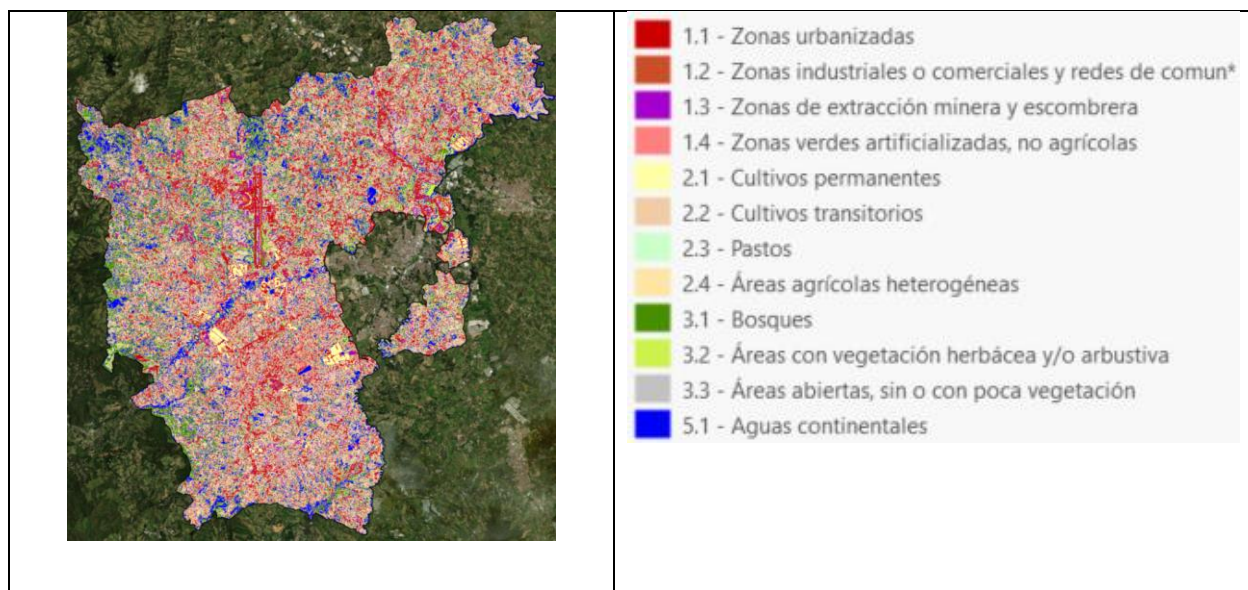 1.1 - Zonas urbanizadas
1.2 - Zonas industriales o comerciales y redes de comun*
1.3 - Zonas de extracción minera y escombrera
1.4 - Zonas verdes artificializadas, no agrícolas
2.1 - Cultivos permanentes
2.2 - Cultivos transitorios
2.3 - Pastos
2.4 - Áreas agrícolas heterogéneas
3.1 - Bosques
3.2 - Áreas con vegetación herbácea y/o arbustiva
3.3 - Áreas abiertas, sin o con poca vegetación
5.1 - Aguas continentales